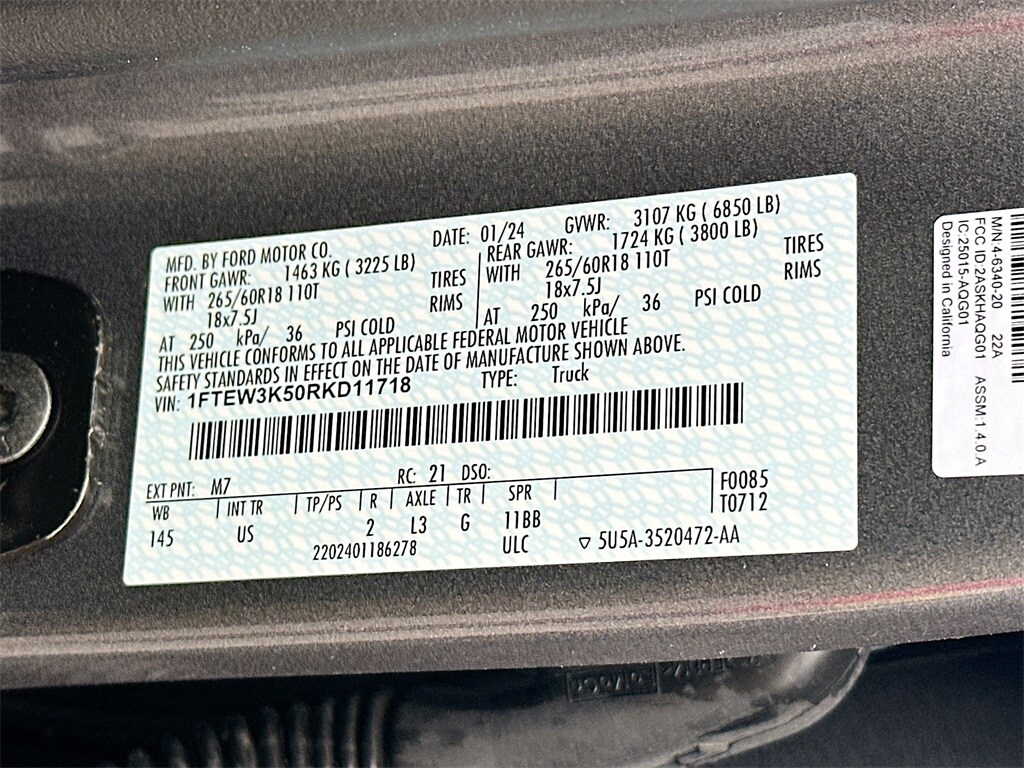 MFD. BY FORD MOTOR CO.
DATE: 01/24
GVWR: 3107 KG ( 6850 LB)
FRONT GAWR: 1463 KG ( 3225 LB)
WITH 265/60R18 110T TIRES
18x7.5J RIMS
AT 250 kPa/ 36 PSI COLD
REAR GAWR: 1724 KG ( 3800 LB)
WITH 265/60R18 110T TIRES
18x7.5J RIMS
AT 250 kPa/ 36 PSI COLD
THIS VEHICLE CONFORMS TO ALL APPLICABLE FEDERAL MOTOR VEHICLE
SAFETY STANDARDS IN EFFECT ON THE DATE OF MANUFACTURE SHOWN ABOVE.
VIN: 1FTEW3K50RKD11718 TYPE: Truck
EXT PNT: M7 RC: 21 DSO:
WB INT TR TP/PS R AXLE TR SPR
145 US 2 L3 G 11BB
2202401186278 ULC
F0085
T0712
▽ 5U5A-3520472-AA
M/N: 4-6340-20 22A
FCC ID:2ASKHAQG01 ASSM:1.4.0.A
IC:25015-AQG01
Designed in California